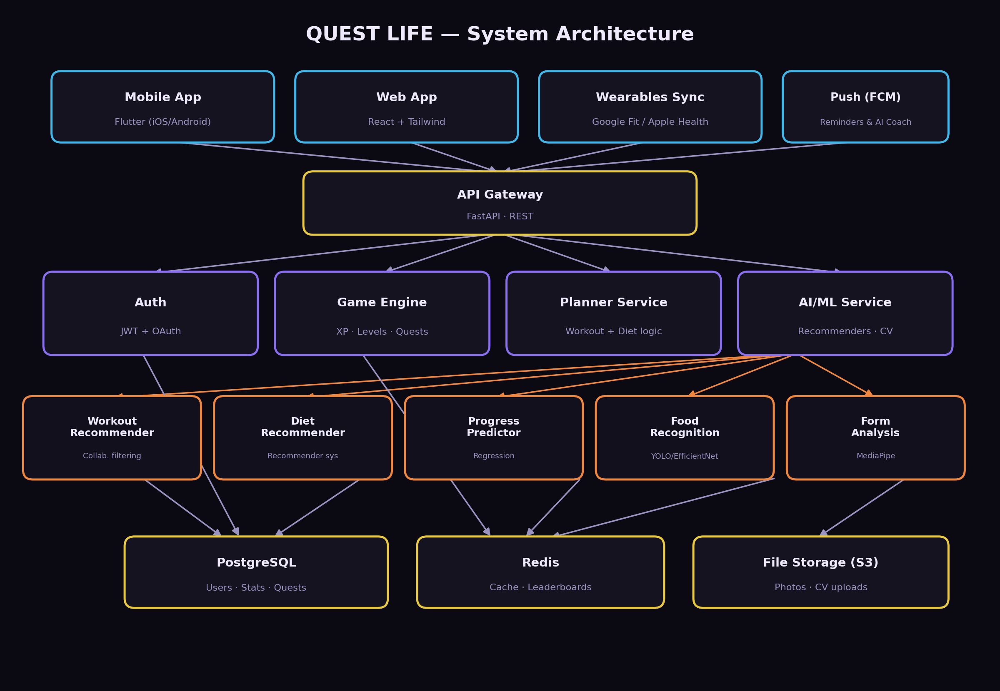 QUEST LIFE — System Architecture
Mobile App
Flutter (iOS/Android)
Web App
React + Tailwind
Wearables Sync
Google Fit / Apple Health
Push (FCM)
Reminders & AI Coach
API Gateway
FastAPI · REST
Auth
JWT + OAuth
Game Engine
XP · Levels · Quests
Planner Service
Workout + Diet logic
AI/ML Service
Recommenders · CV
Workout
Recommender
Collab. filtering
Diet
Recommender
Recommender sys
Progress
Predictor
Regression
Food
Recognition
YOLO/EfficientNet
Form
Analysis
MediaPipe
PostgreSQL
Users · Stats · Quests
Redis
Cache · Leaderboards
File Storage (S3)
Photos · CV uploads